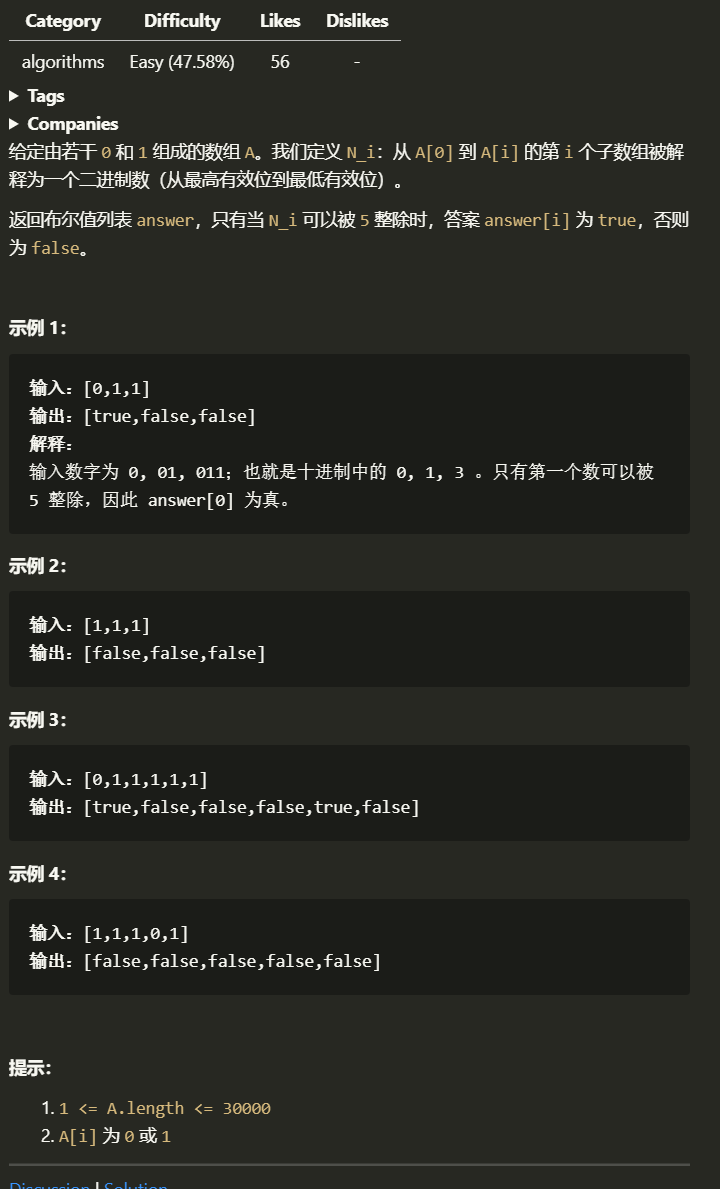 Category Difficulty Likes Dislikes
algorithms Easy (47.58%) 56 -
▶ Tags
▶ Companies
给定由若干 0 和 1 组成的数组 A。我们定义 N_i：从 A[0] 到 A[i] 的第 i 个子数组被解
释为一个二进制数（从最高有效位到最低有效位）。
返回布尔值列表 answer，只有当 N_i 可以被 5 整除时，答案 answer[i] 为 true，否则
为 false。
示例 1：
输入：[0,1,1]
输出：[true,false,false]
解释：
输入数字为 0, 01, 011；也就是十进制中的 0, 1, 3 。只有第一个数可以被
5 整除，因此 answer[0] 为真。
示例 2：
输入：[1,1,1]
输出：[false,false,false]
示例 3：
输入：[0,1,1,1,1,1]
输出：[true,false,false,false,true,false]
示例 4：
输入：[1,1,1,0,1]
输出：[false,false,false,false,false]
提示：
1. 1 <= A.length <= 30000
2. A[i] 为 0 或 1
Discussion | Solution